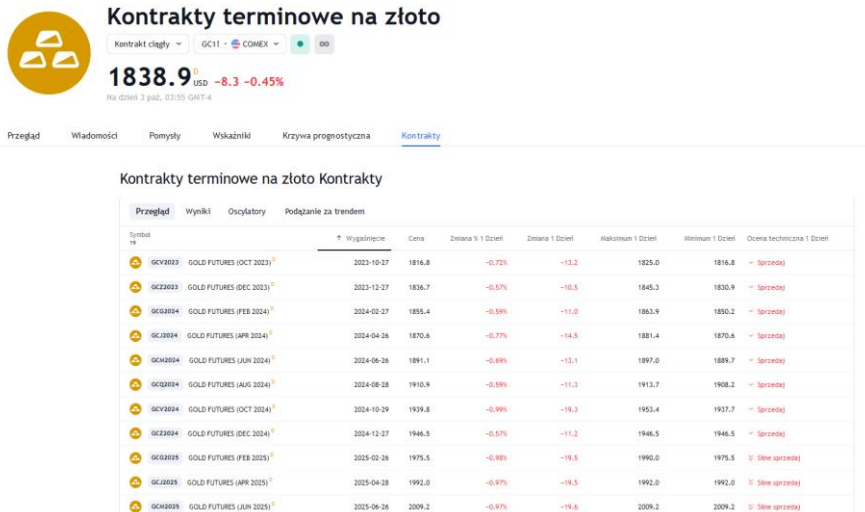 Kontrakty terminowe na złoto
Kontrakt ciągły GC11 · COMEX
1838.9 D USD −8.3 −0.45%
Na dzień 3 paź, 03:55 GMT-4
Przegląd Wiadomości Pomysły Wskaźniki Krzywa prognostyczna Kontrakty
Kontrakty terminowe na złoto Kontrakty
Przegląd Wyniki Oscylatory Podążanie za trendem
Symbol ↑ Wygaśnięcie Cena Zmiana % 1 Dzień Zmiana 1 Dzień Maksimum 1 Dzień Minimum 1 Dzień Ocena techniczna 1 Dzień
GCV2023 GOLD FUTURES (OCT 2023) D 2023-10-27 1816.8 −0.72% −13.2 1825.0 1816.8 Sprzedaj
GCZ2023 GOLD FUTURES (DEC 2023) D 2023-12-27 1836.7 −0.57% −10.5 1845.3 1830.9 Sprzedaj
GCG2024 GOLD FUTURES (FEB 2024) D 2024-02-27 1855.4 −0.59% −11.0 1863.9 1850.2 Sprzedaj
GCJ2024 GOLD FUTURES (APR 2024) D 2024-04-26 1870.6 −0.77% −14.5 1881.4 1870.6 Sprzedaj
GCM2024 GOLD FUTURES (JUN 2024) D 2024-06-26 1891.1 −0.69% −13.1 1897.0 1889.7 Sprzedaj
GCQ2024 GOLD FUTURES (AUG 2024) D 2024-08-28 1910.9 −0.59% −11.3 1913.7 1908.2 Sprzedaj
GCV2024 GOLD FUTURES (OCT 2024) D 2024-10-29 1939.8 −0.99% −19.3 1953.4 1937.7 Sprzedaj
GCZ2024 GOLD FUTURES (DEC 2024) D 2024-12-27 1946.5 −0.57% −11.2 1946.5 1946.5 Sprzedaj
GCG2025 GOLD FUTURES (FEB 2025) D 2025-02-26 1975.5 −0.98% −19.5 1990.0 1975.5 Silne sprzedaj
GCJ2025 GOLD FUTURES (APR 2025) D 2025-04-28 1992.0 −0.97% −19.5 1992.0 1992.0 Silne sprzedaj
GCM2025 GOLD FUTURES (JUN 2025) D 2025-06-26 2009.2 −0.97% −19.6 2009.2 2009.2 Silne sprzedaj